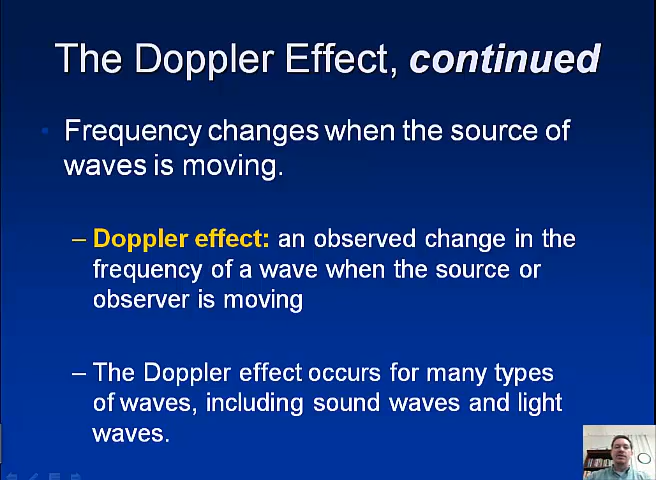 The Doppler Effect, continued
• Frequency changes when the source of
waves is moving.
– Doppler effect: an observed change in the
frequency of a wave when the source or
observer is moving
– The Doppler effect occurs for many types
of waves, including sound waves and light
waves.